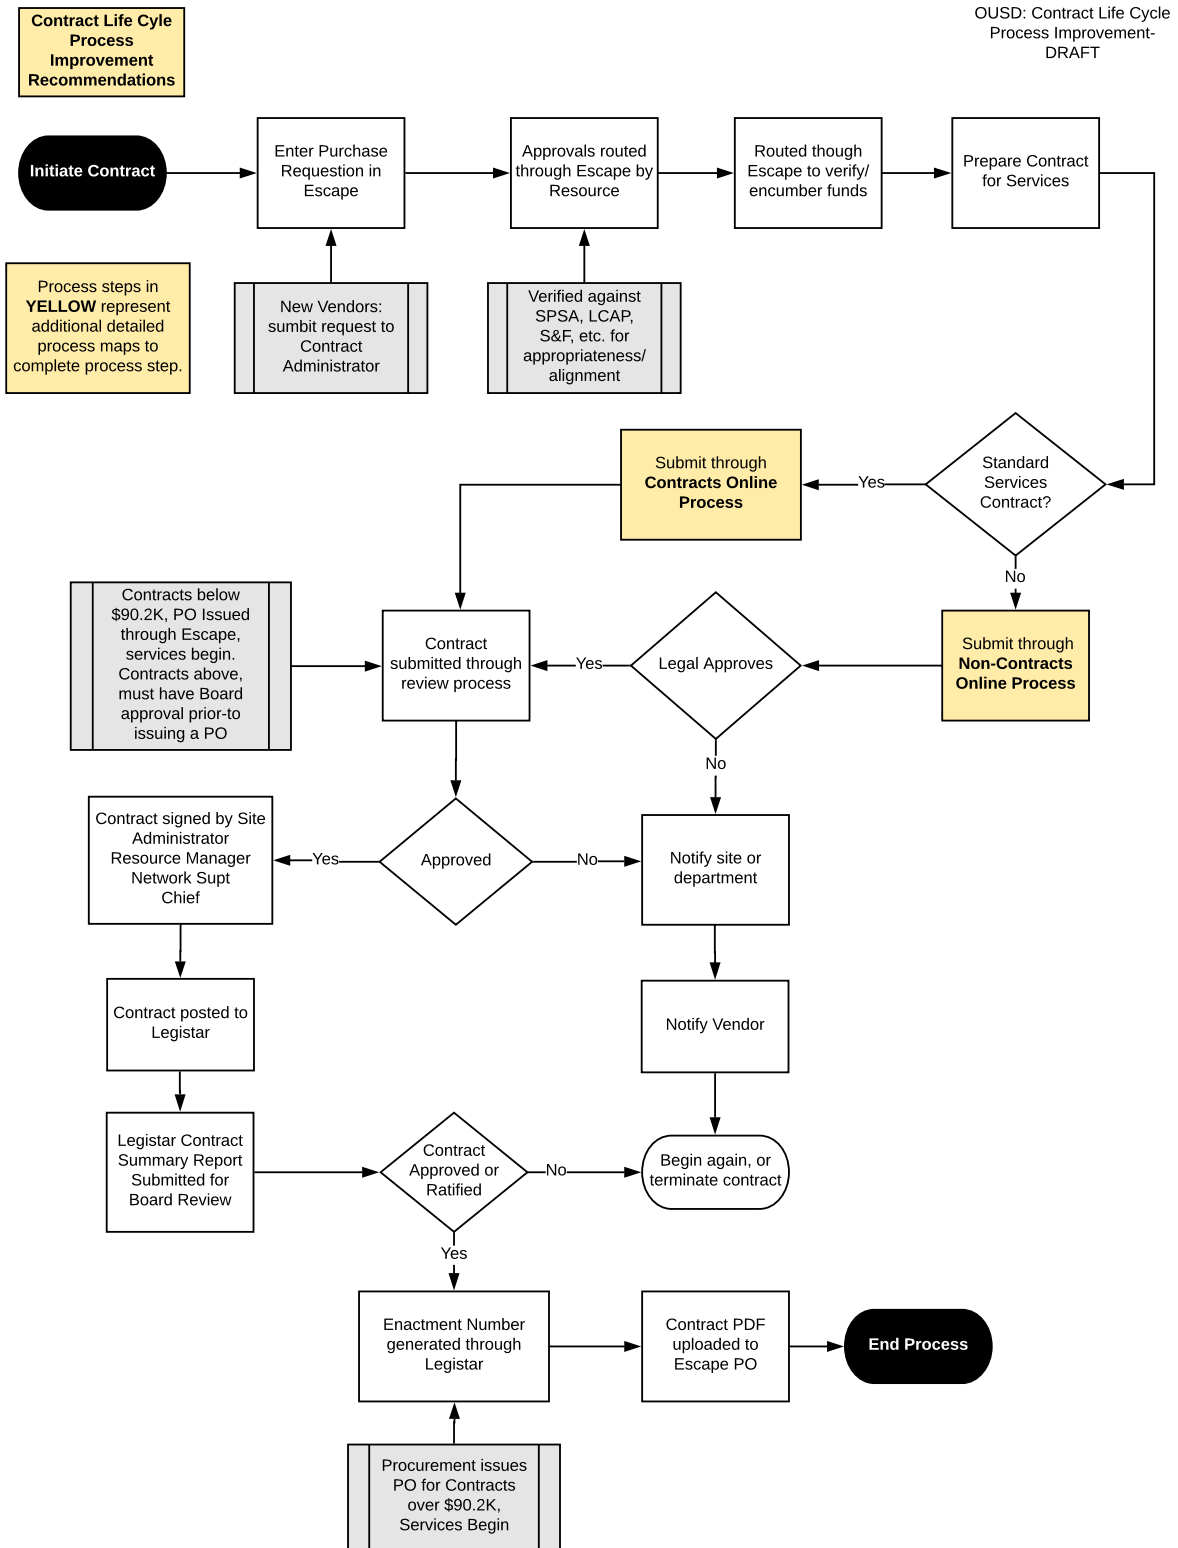 Contract Life Cyle
Process
Improvement
Recommendations
OUSD: Contract Life Cycle
Process Improvement-
DRAFT
Initiate Contract
Enter Purchase
Requestion in
Escape
Approvals routed
through Escape by
Resource
Routed though
Escape to verify/
encumber funds
Prepare Contract
for Services
Process steps in
YELLOW represent
additional detailed
process maps to
complete process step.
New Vendors:
sumbit request to
Contract
Administrator
Verified against
SPSA, LCAP,
S&F, etc. for
appropriateness/
alignment
Standard
Services
Contract?
Yes
Submit through
Contracts Online
Process
No
Submit through
Non-Contracts
Online Process
Legal Approves
Yes
Contract
submitted through
review process
Contracts below
$90.2K, PO Issued
through Escape,
services begin.
Contracts above,
must have Board
approval prior-to
issuing a PO
No
Approved
Yes
No
Contract signed by Site
Administrator
Resource Manager
Network Supt
Chief
Notify site or
department
Contract posted to
Legistar
Notify Vendor
Legistar Contract
Summary Report
Submitted for
Board Review
Contract
Approved or
Ratified
No
Begin again, or
terminate contract
Yes
Enactment Number
generated through
Legistar
Contract PDF
uploaded to
Escape PO
End Process
Procurement issues
PO for Contracts
over $90.2K,
Services Begin